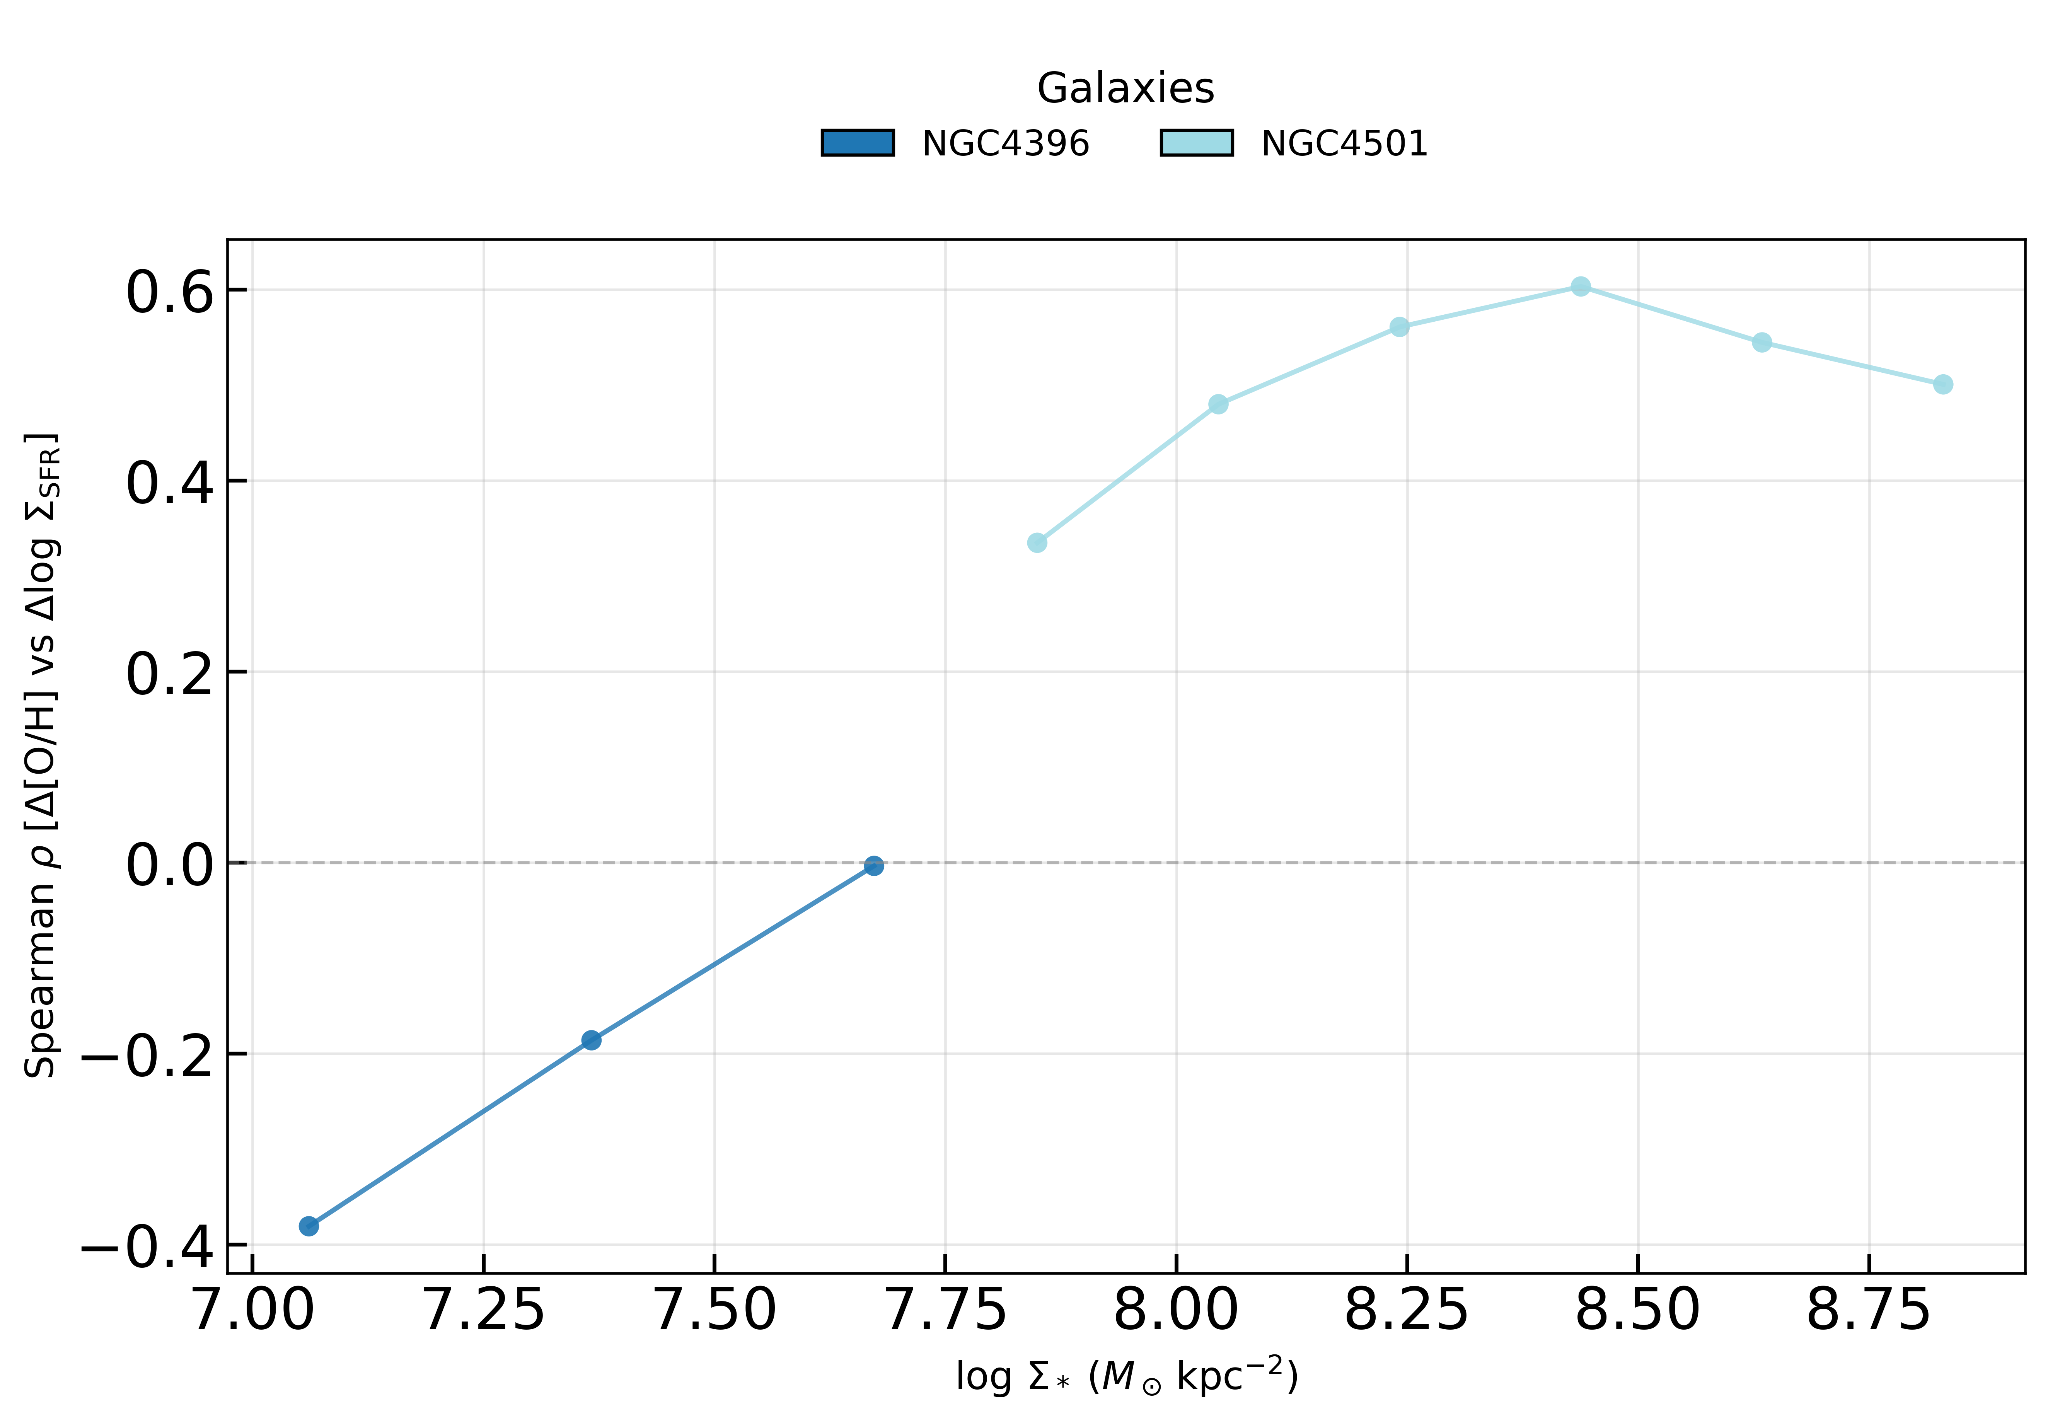 Galaxies
NGC4396 NGC4501
0.6
0.4
0.2
0.0
−0.2
−0.4
Spearman ρ [Δ[O/H] vs Δlog Σ_SFR]
7.00 7.25 7.50 7.75 8.00 8.25 8.50 8.75
log Σ_* (M_⊙ kpc⁻²)